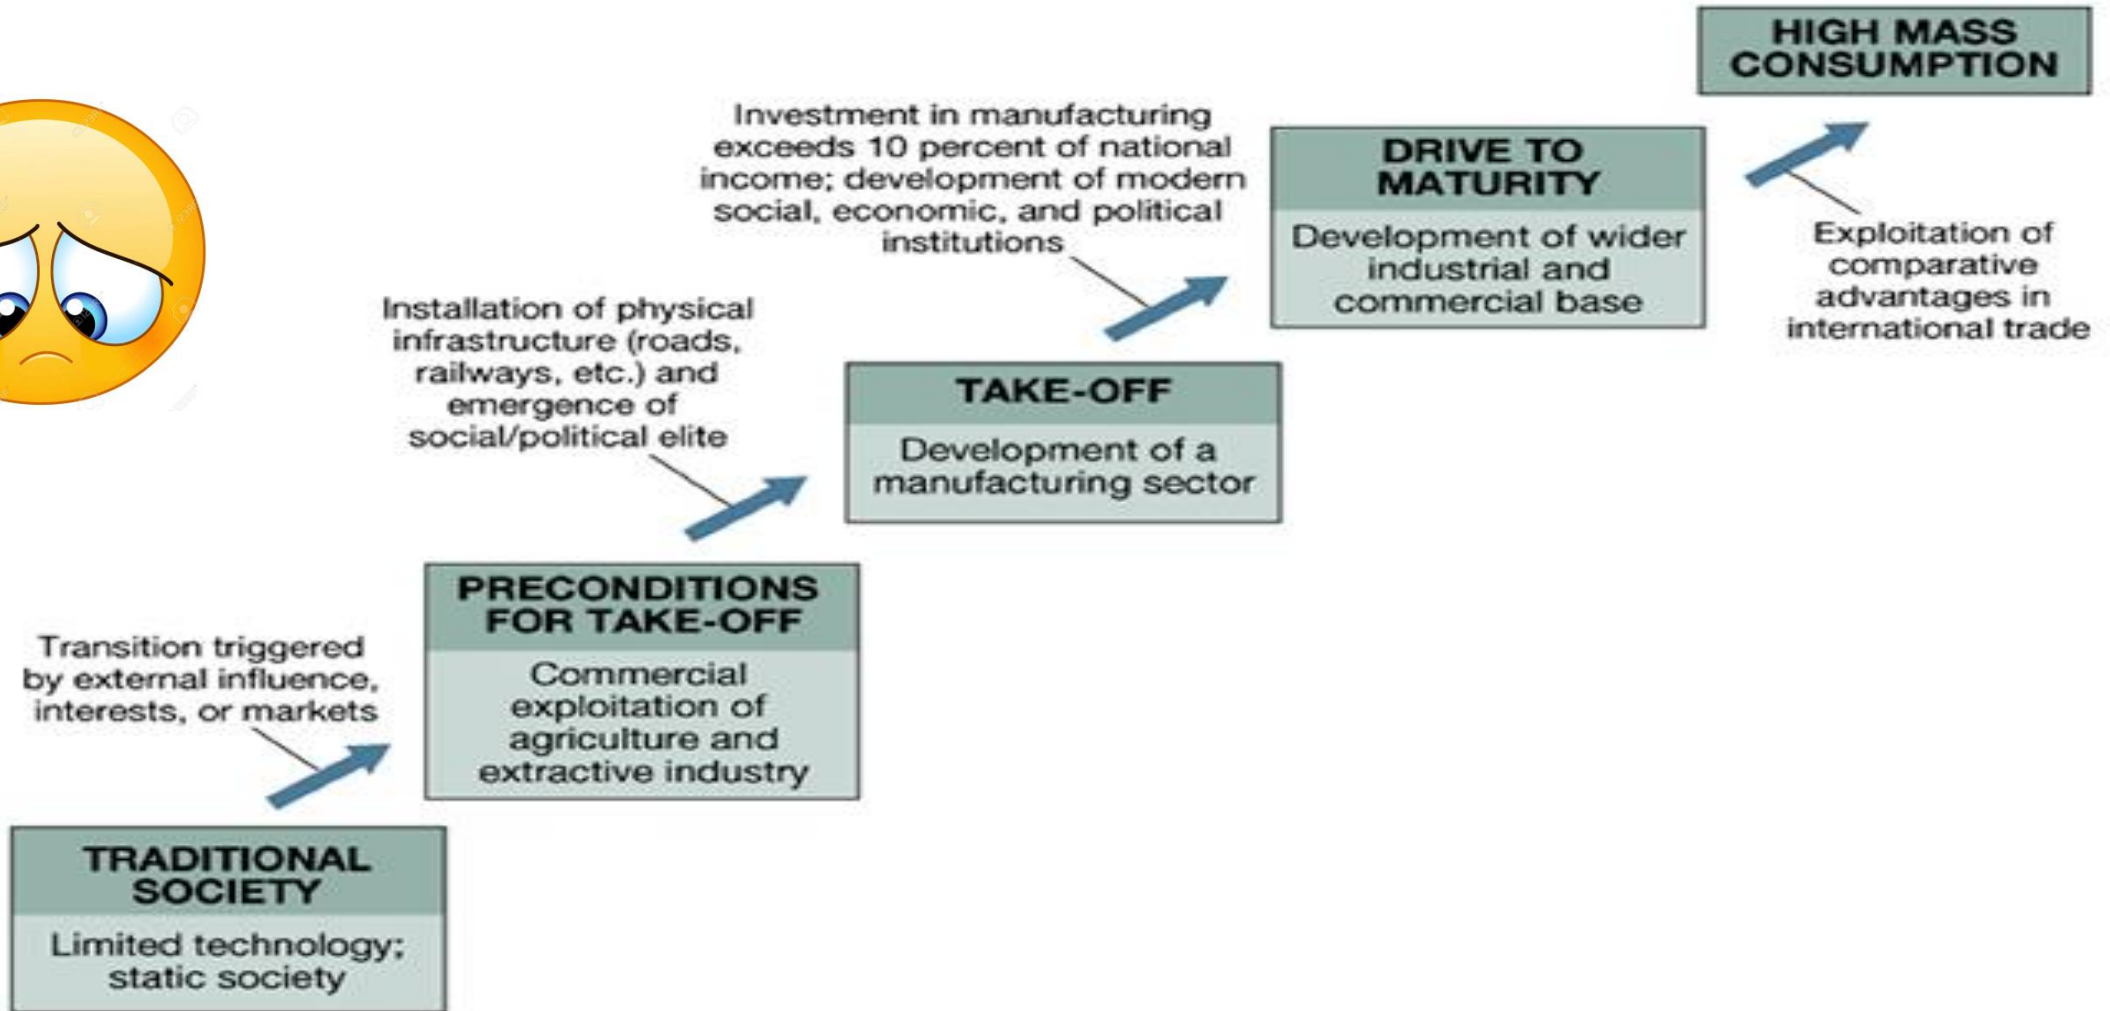 HIGH MASS
CONSUMPTION
Investment in manufacturing
exceeds 10 percent of national
income; development of modern
social, economic, and political
institutions
DRIVE TO
MATURITY
Development of wider
industrial and
commercial base
Exploitation of
comparative
advantages in
international trade
Installation of physical
infrastructure (roads,
railways, etc.) and
emergence of
social/political elite
TAKE-OFF
Development of a
manufacturing sector
PRECONDITIONS
FOR TAKE-OFF
Commercial
exploitation of
agriculture and
extractive industry
Transition triggered
by external influence,
interests, or markets
TRADITIONAL
SOCIETY
Limited technology;
static society